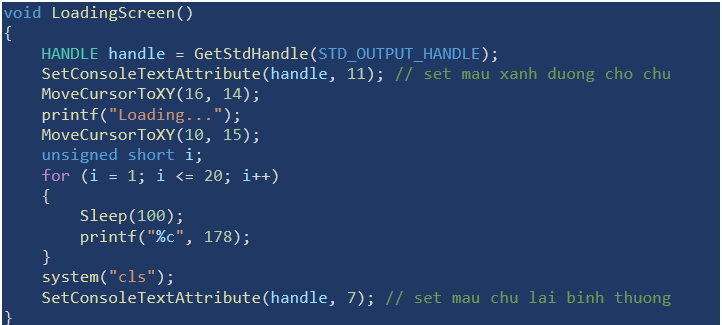 void LoadingScreen()
{
    HANDLE handle = GetStdHandle(STD_OUTPUT_HANDLE);
    SetConsoleTextAttribute(handle, 11); // set mau xanh duong cho chu
    MoveCursorToXY(16, 14);
    printf("Loading...");
    MoveCursorToXY(10, 15);
    unsigned short i;
    for (i = 1; i <= 20; i++)
    {
        Sleep(100);
        printf("%c", 178);
    }
    system("cls");
    SetConsoleTextAttribute(handle, 7); // set mau chu lai binh thuong
}